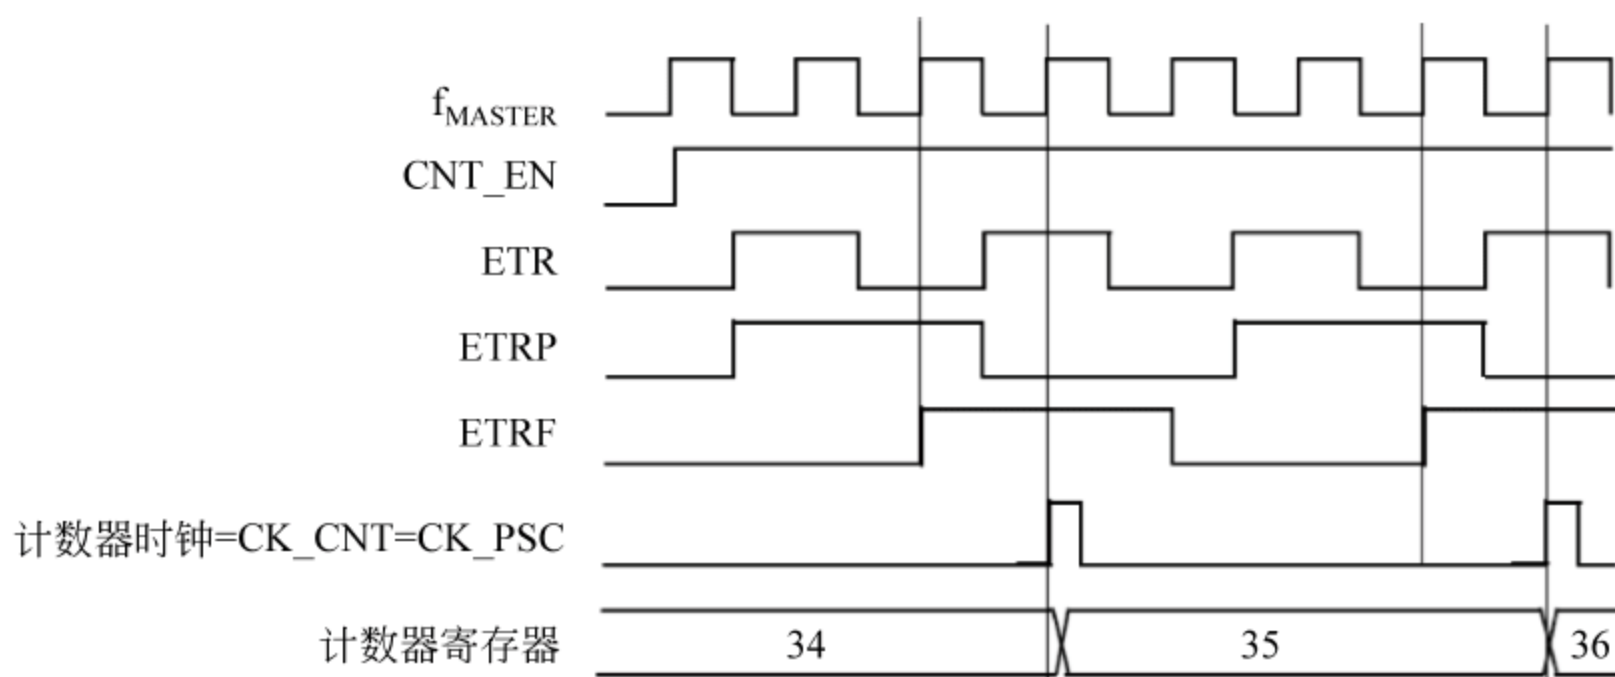 fMASTER
CNT_EN
ETR
ETRP
ETRF
计数器时钟=CK_CNT=CK_PSC
计数器寄存器 34 35 36